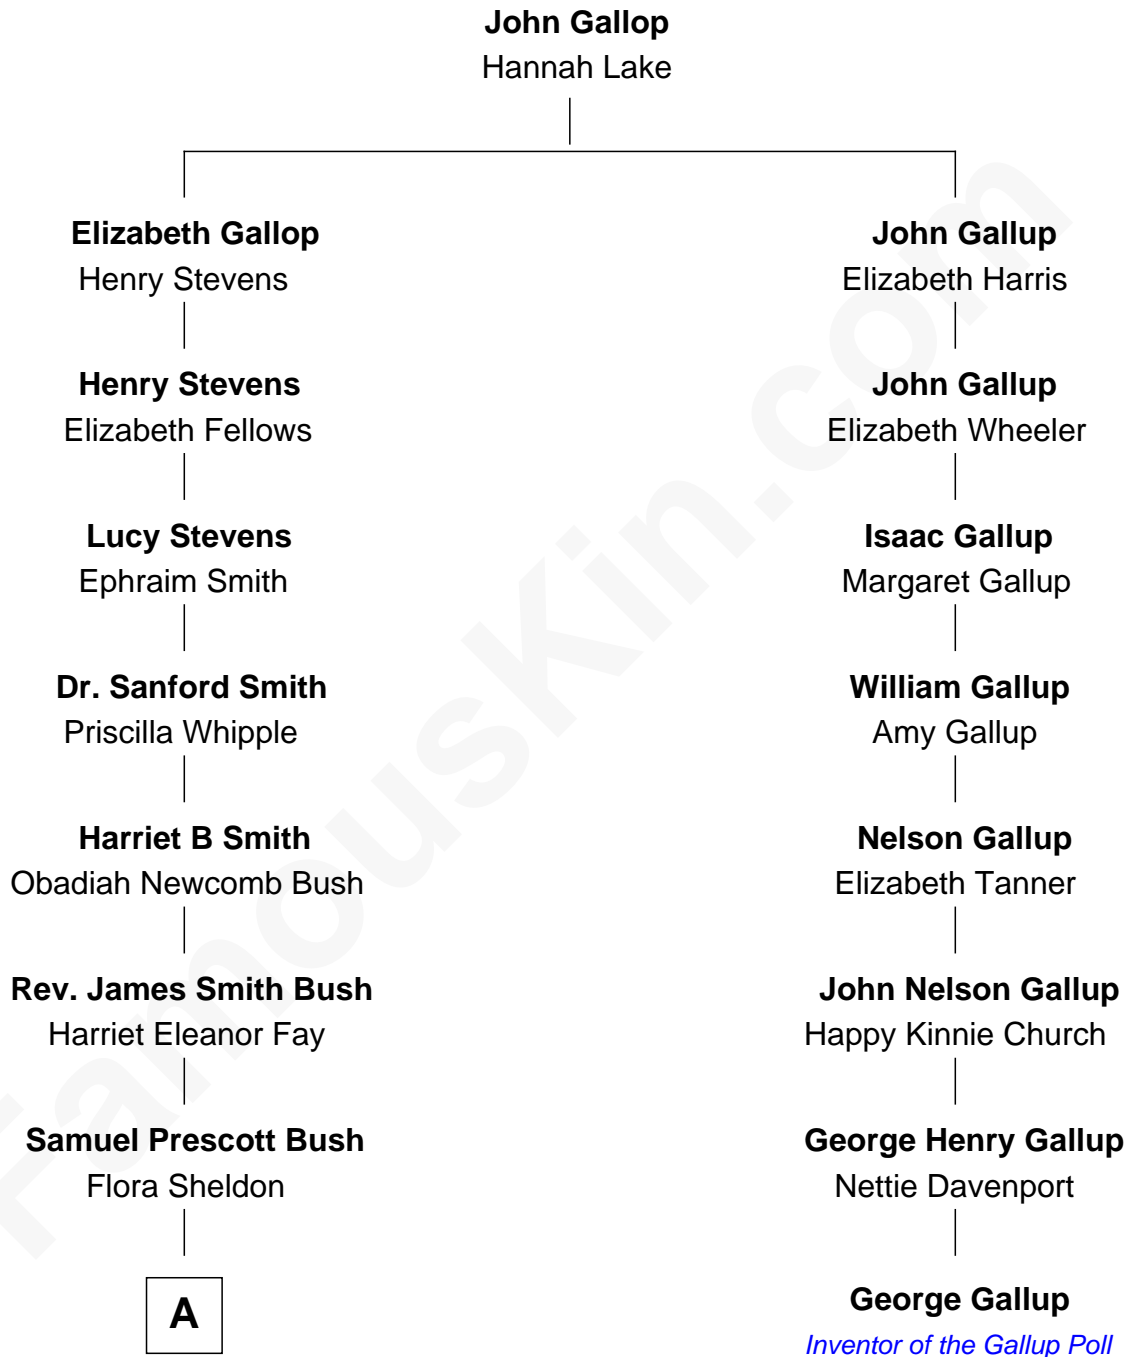 John Gallop
Hannah Lake
Elizabeth Gallop
Henry Stevens
John Gallup
Elizabeth Harris
Henry Stevens
Elizabeth Fellows
John Gallup
Elizabeth Wheeler
Lucy Stevens
Ephraim Smith
Isaac Gallup
Margaret Gallup
Dr. Sanford Smith
Priscilla Whipple
William Gallup
Amy Gallup
Harriet B Smith
Obadiah Newcomb Bush
Nelson Gallup
Elizabeth Tanner
Rev. James Smith Bush
Harriet Eleanor Fay
John Nelson Gallup
Happy Kinnie Church
Samuel Prescott Bush
Flora Sheldon
George Henry Gallup
Nettie Davenport
A
George Gallup
Inventor of the Gallup Poll
FamousKin.com